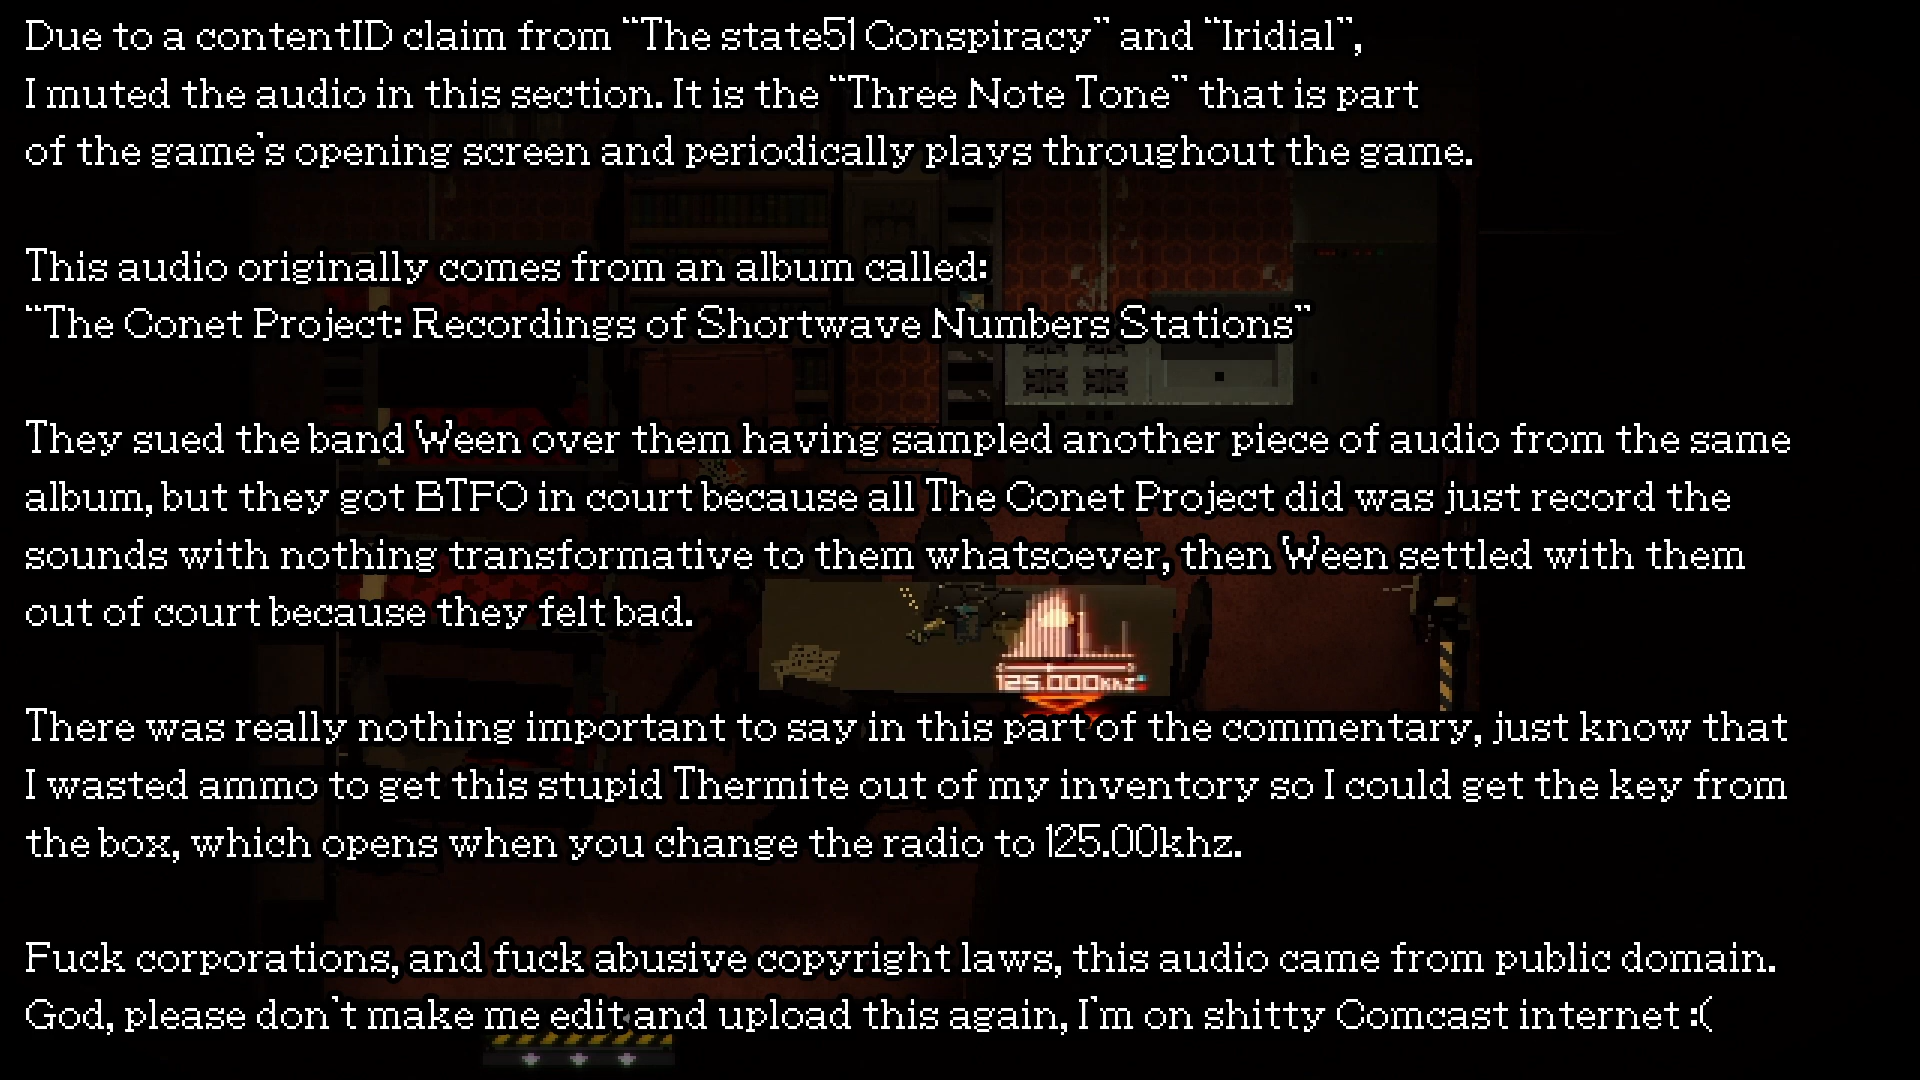 Due to a contentID claim from “The state51 Conspiracy” and “Iridial”,
I muted the audio in this section. It is the “Three Note Tone” that is part
of the game's opening screen and periodically plays throughout the game.
This audio originally comes from an album called:
“The Conet Project: Recordings of Shortwave Numbers Stations”
They sued the band Ween over them having sampled another piece of audio from the same
album, but they got BTFO in court because all The Conet Project did was just record the
sounds with nothing transformative to them whatsoever, then Ween settled with them
out of court because they felt bad.
125.000khz
There was really nothing important to say in this part of the commentary, just know that
I wasted ammo to get this stupid Thermite out of my inventory so I could get the key from
the box, which opens when you change the radio to 125.00khz.
Fuck corporations, and fuck abusive copyright laws, this audio came from public domain.
God, please don't make me edit and upload this again, I'm on shitty Comcast internet :(